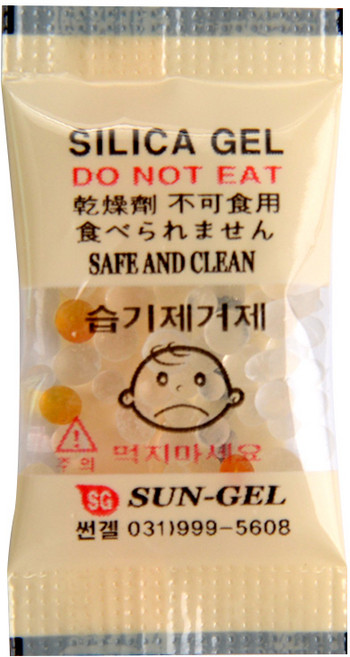 SILICA GEL
DO NOT EAT
乾燥劑 不可食用
食べられません
SAFE AND CLEAN
습기제거제
주의 먹지마세요
SG SUN-GEL
썬겔 031)999-5608